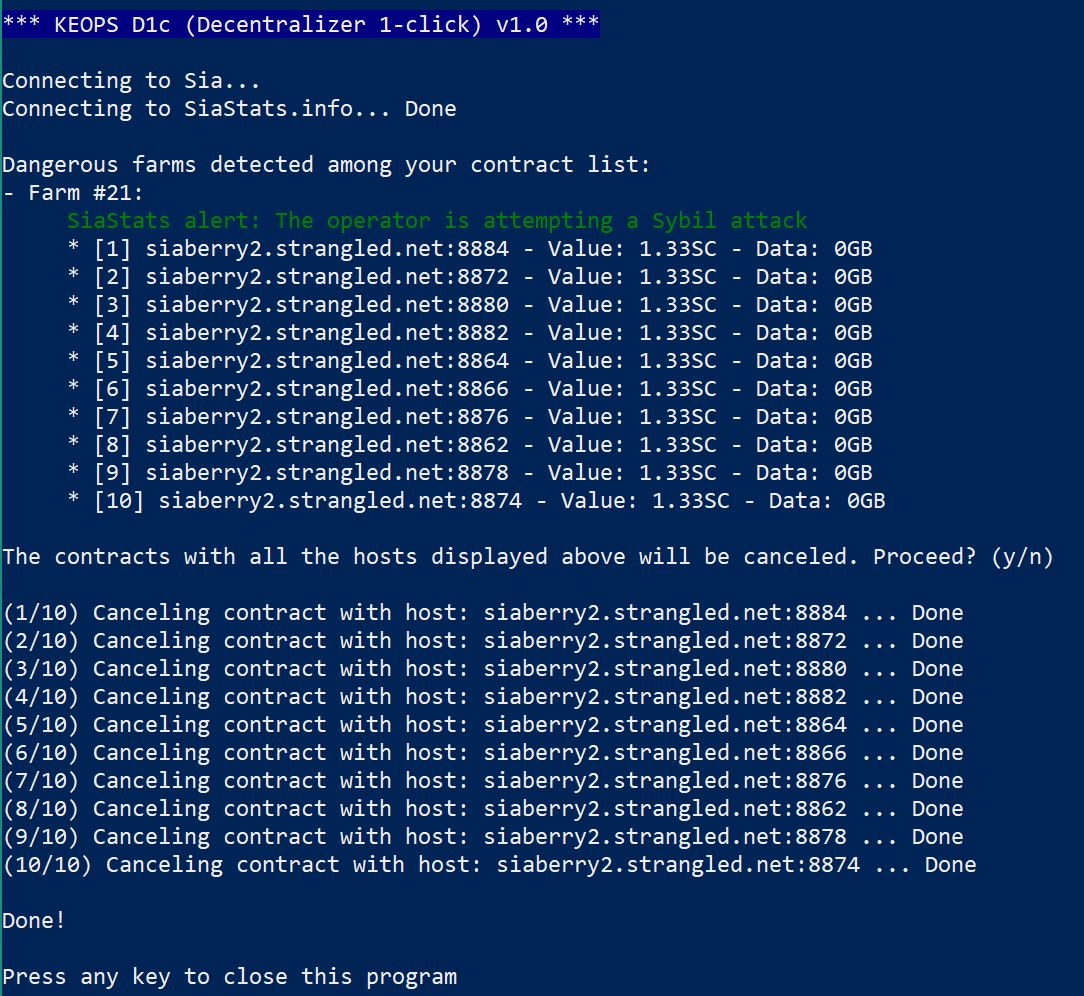 *** KEOPS D1c (Decentralizer 1-click) v1.0 ***
Connecting to Sia...
Connecting to SiaStats.info... Done
Dangerous farms detected among your contract list:
- Farm #21:
SiaStats alert: The operator is attempting a Sybil attack
* [1] siaberry2.strangled.net:8884 - Value: 1.33SC - Data: 0GB
* [2] siaberry2.strangled.net:8872 - Value: 1.33SC - Data: 0GB
* [3] siaberry2.strangled.net:8880 - Value: 1.33SC - Data: 0GB
* [4] siaberry2.strangled.net:8882 - Value: 1.33SC - Data: 0GB
* [5] siaberry2.strangled.net:8864 - Value: 1.33SC - Data: 0GB
* [6] siaberry2.strangled.net:8866 - Value: 1.33SC - Data: 0GB
* [7] siaberry2.strangled.net:8876 - Value: 1.33SC - Data: 0GB
* [8] siaberry2.strangled.net:8862 - Value: 1.33SC - Data: 0GB
* [9] siaberry2.strangled.net:8878 - Value: 1.33SC - Data: 0GB
* [10] siaberry2.strangled.net:8874 - Value: 1.33SC - Data: 0GB
The contracts with all the hosts displayed above will be canceled. Proceed? (y/n)
(1/10) Canceling contract with host: siaberry2.strangled.net:8884 ... Done
(2/10) Canceling contract with host: siaberry2.strangled.net:8872 ... Done
(3/10) Canceling contract with host: siaberry2.strangled.net:8880 ... Done
(4/10) Canceling contract with host: siaberry2.strangled.net:8882 ... Done
(5/10) Canceling contract with host: siaberry2.strangled.net:8864 ... Done
(6/10) Canceling contract with host: siaberry2.strangled.net:8866 ... Done
(7/10) Canceling contract with host: siaberry2.strangled.net:8876 ... Done
(8/10) Canceling contract with host: siaberry2.strangled.net:8862 ... Done
(9/10) Canceling contract with host: siaberry2.strangled.net:8878 ... Done
(10/10) Canceling contract with host: siaberry2.strangled.net:8874 ... Done
Done!
Press any key to close this program